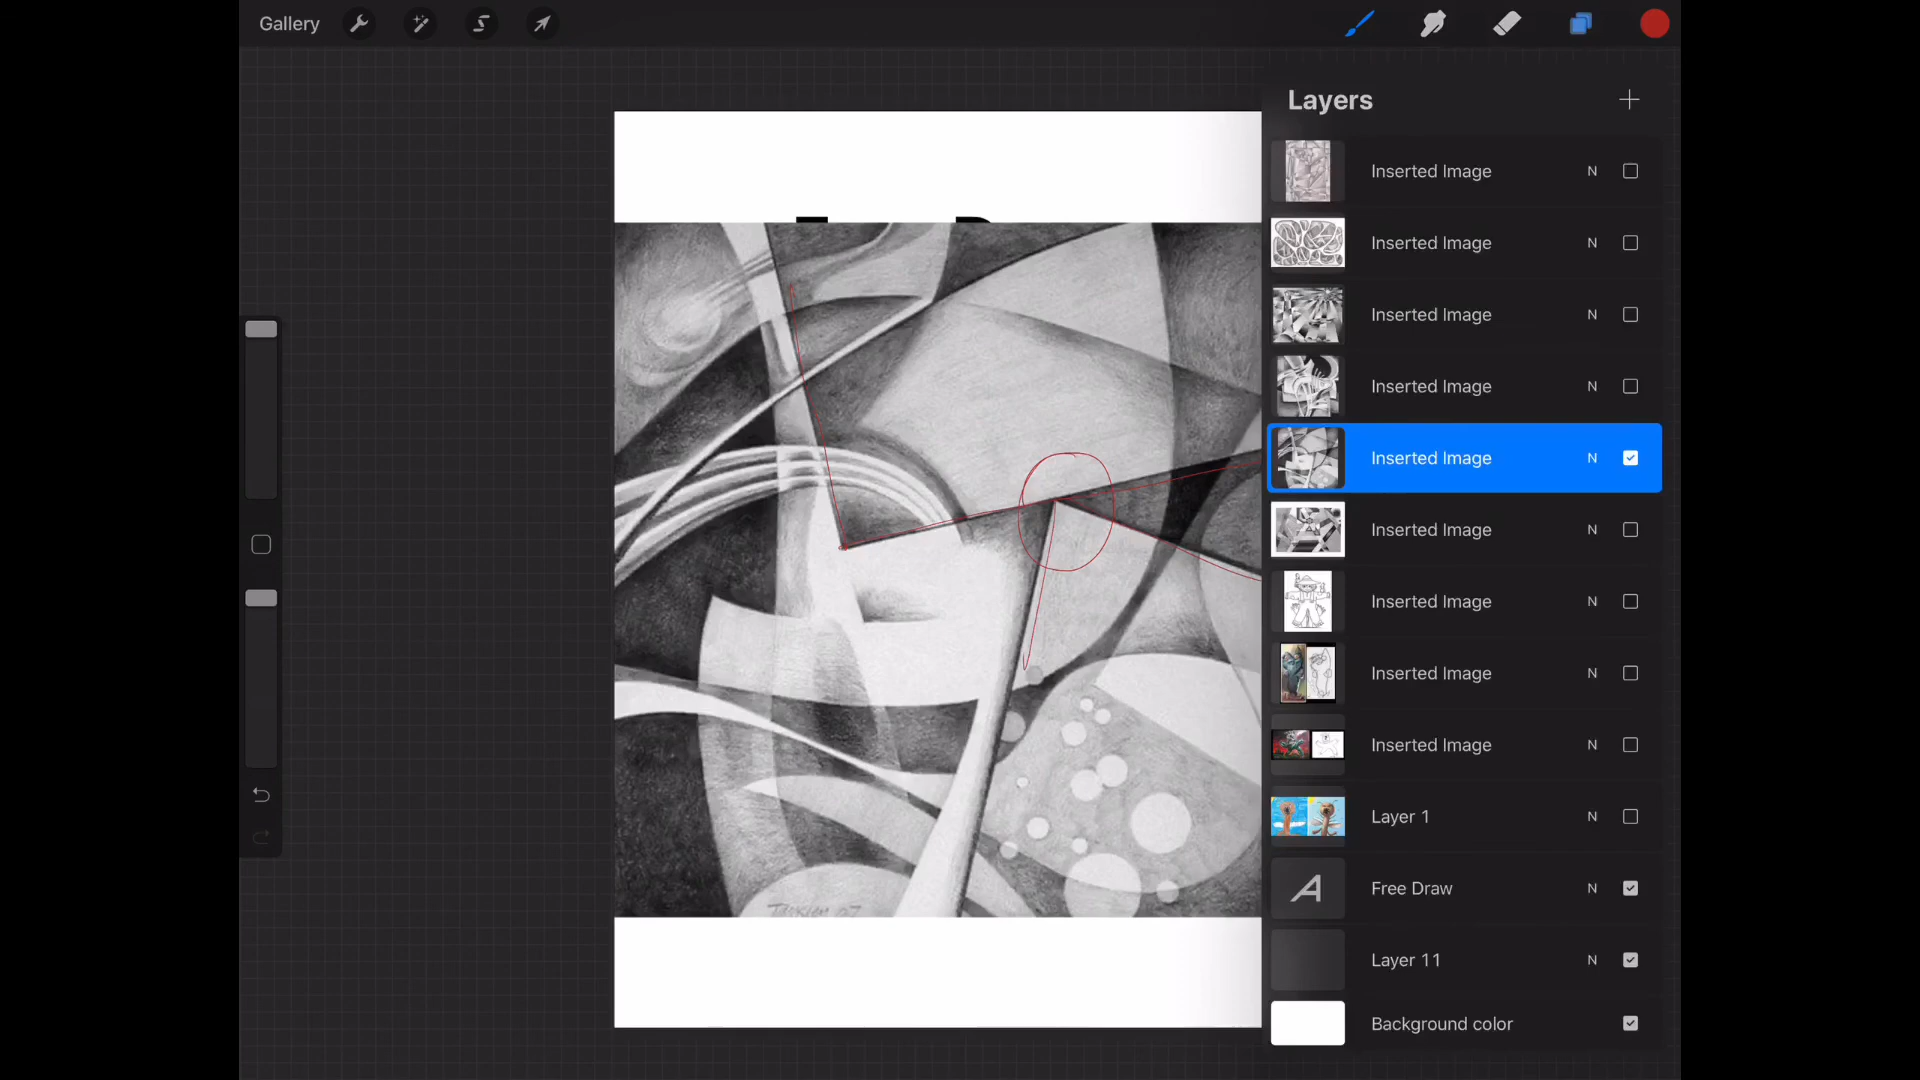 Gallery
Layers
Inserted Image N
Inserted Image N
Inserted Image N
Inserted Image N
Inserted Image N
Inserted Image N
Inserted Image N
Inserted Image N
Inserted Image N
Layer 1 N
A Free Draw N
Layer 11 N
Background color